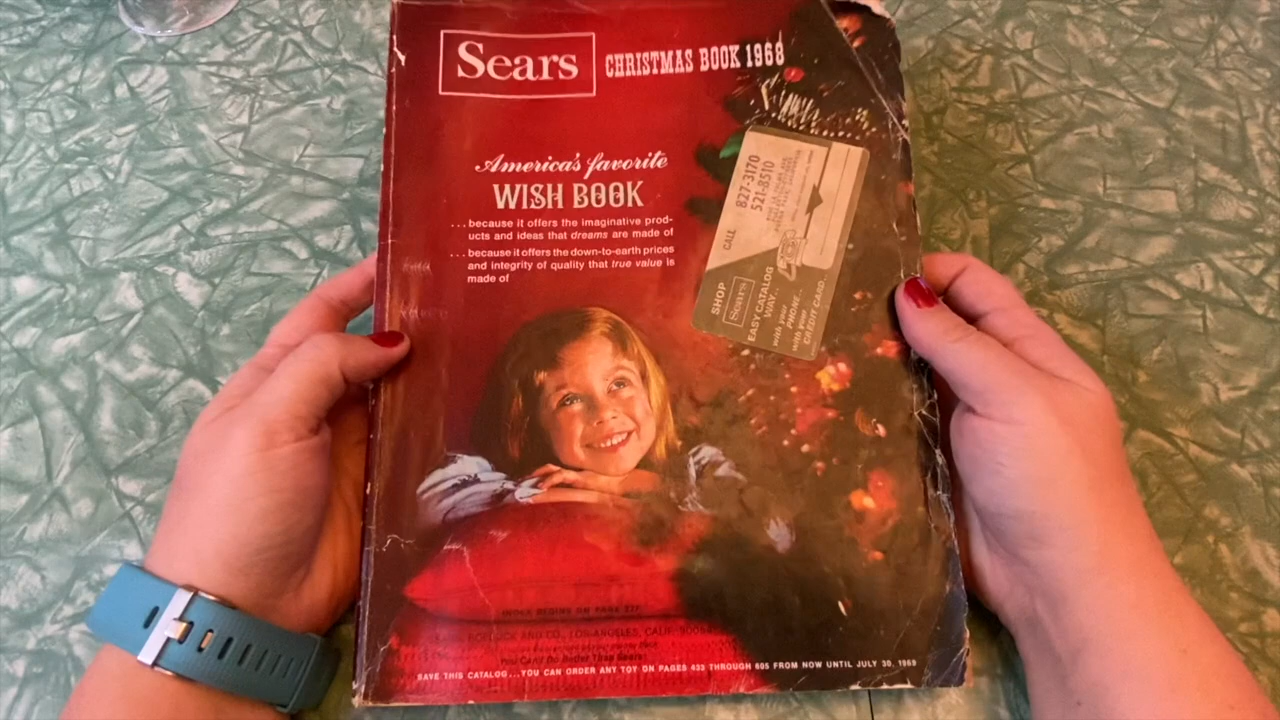 Sears CHRISTMAS BOOK 1968
America's favorite
WISH BOOK
...because it offers the imaginative prod-
ucts and ideas that dreams are made of
...because it offers the down-to-earth prices
and integrity of quality that true value is
made of
CALL 827-3170
521-8510
SHOP
Sears
EASY CATALOG
WAY..
with your
PHONE..
with your
CREDIT CARD.
INDEX BEGINS ON PAGE
ROEBUCK AND CO., LOS ANGELES, CALIF.
You Can't Do Better Than Sears
SAVE THIS CATALOG...YOU CAN ORDER ANY TOY ON PAGES 433 THROUGH 605 FROM NOW UNTIL JULY 30, 1969